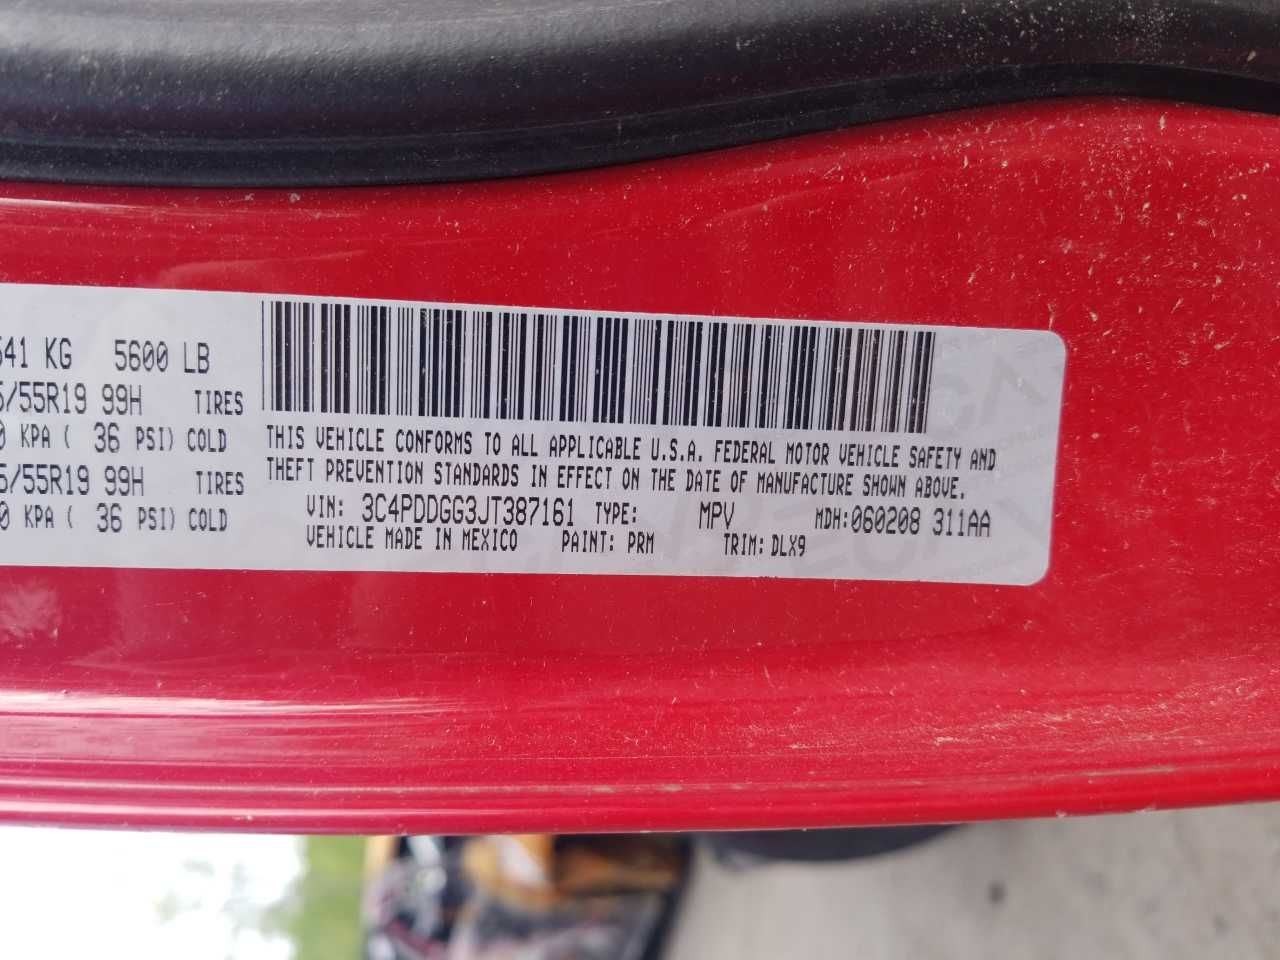 541 KG 5600 LB
5/55R19 99H TIRES
0 KPA ( 36 PSI) COLD
5/55R19 99H TIRES
0 KPA ( 36 PSI) COLD
THIS VEHICLE CONFORMS TO ALL APPLICABLE U.S.A. FEDERAL MOTOR VEHICLE SAFETY AND
THEFT PREVENTION STANDARDS IN EFFECT ON THE DATE OF MANUFACTURE SHOWN ABOVE.
VIN: 3C4PDDGG3JT387161 TYPE: MPV MDH:060208 311AA
VEHICLE MADE IN MEXICO PAINT: PRM TRIM: DLX9